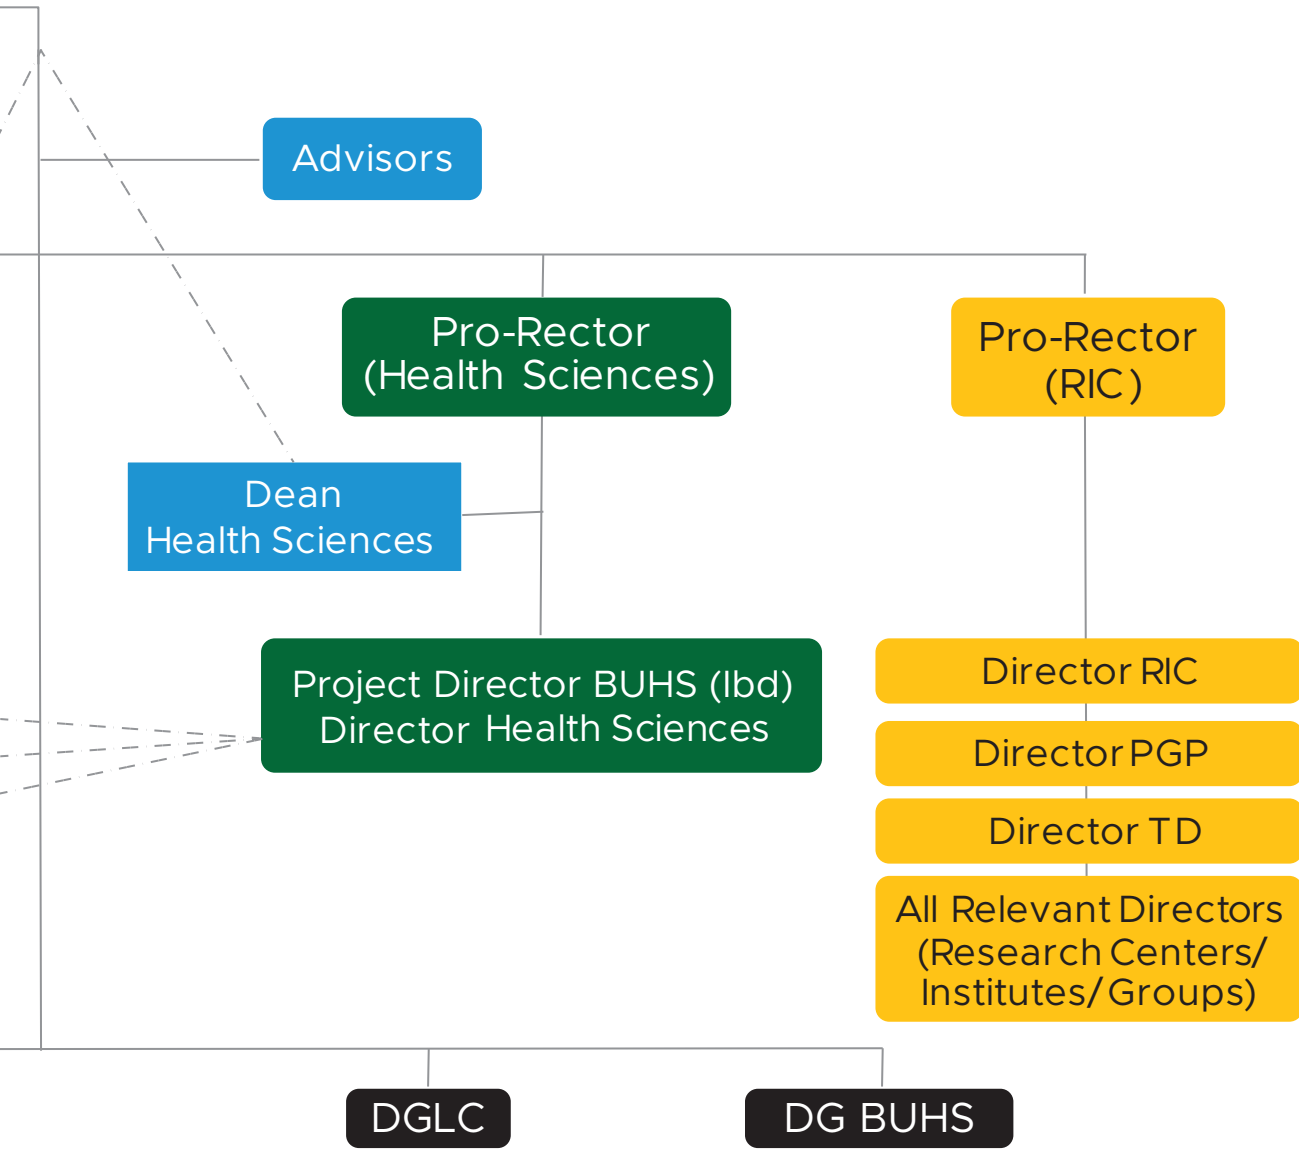 Advisors
Pro-Rector
(Health Sciences)
Pro-Rector
(RIC)
Dean
Health Sciences
Project Director BUHS (Ibd)
Director Health Sciences
Director RIC
Director PGP
Director TD
All Relevant Directors
(Research Centers/
Institutes/Groups)
DGLC
DG BUHS